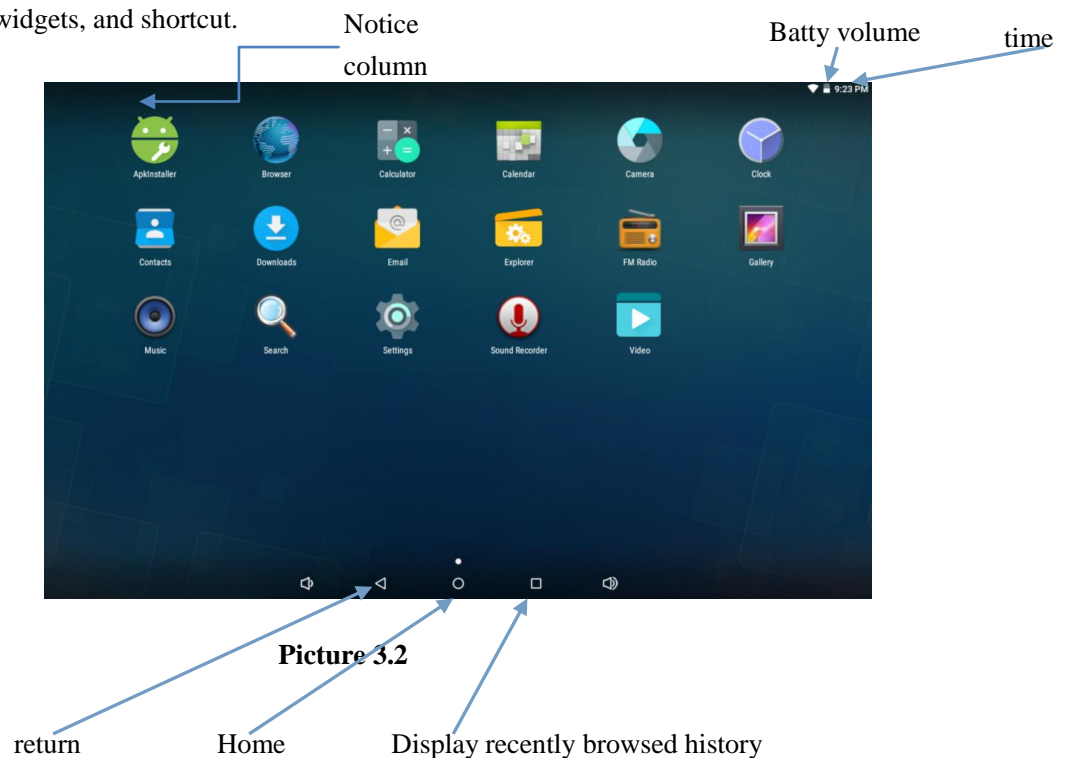 widgets, and shortcut.
Notice
column
Batty volume
time
9:23 PM
ApkInstaller
Browser
Calculator
Calendar
Camera
Clock
Contacts
Downloads
Email
Explorer
FM Radio
Gallery
Music
Search
Settings
Sound Recorder
Video
Picture 3.2
return
Home
Display recently browsed history